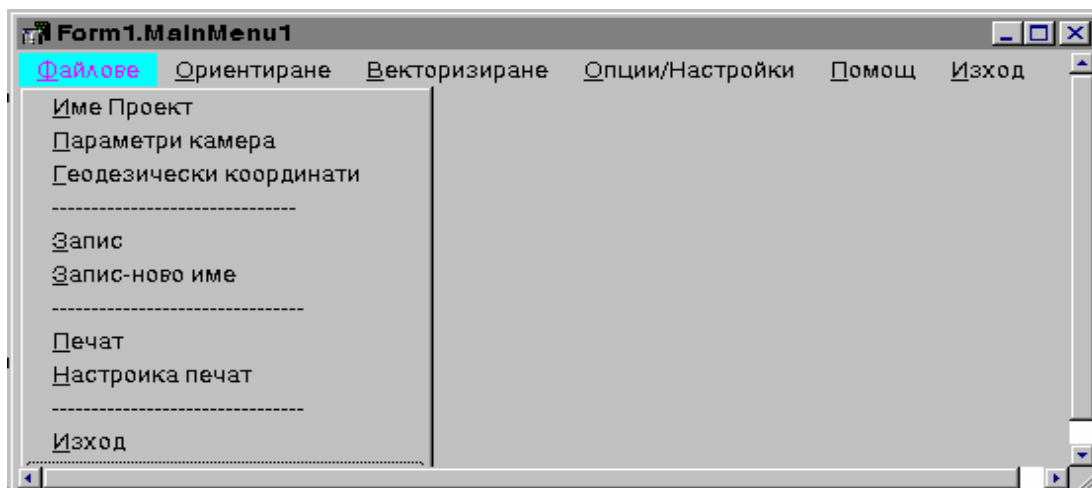 Form1.MainMenu1
Файлове Ориентиране Векторизиране Опции/Настройки Помощ Изход
Име Проект
Параметри камера
Геодезически координати
------------------------------
Запис
Запис-ново име
-------------------------------
Печат
Настроика печат
-------------------------------
Изход